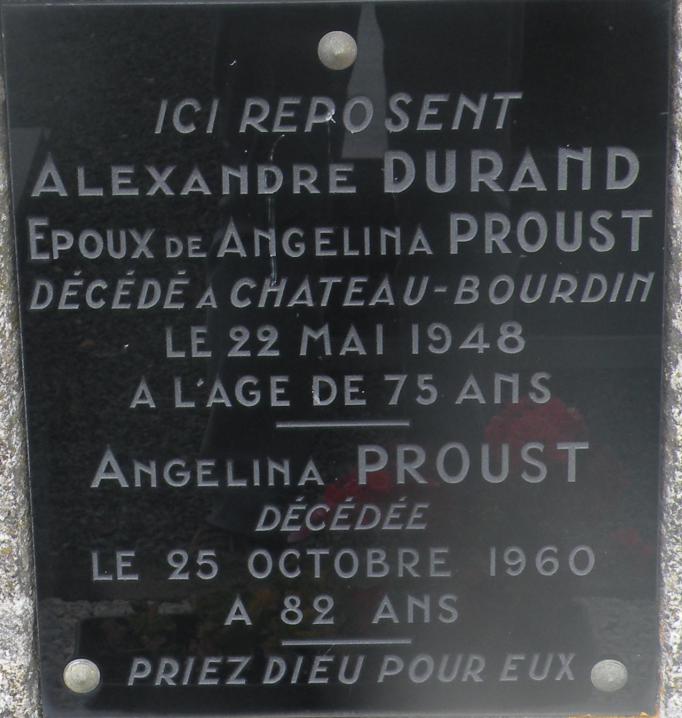 ICI REPOSENT
ALEXANDRE DURAND
EPOUX DE ANGELINA PROUST
DÉCÉDÉ A CHATEAU-BOURDIN
LE 22 MAI 1948
A L'AGE DE 75 ANS
ANGELINA PROUST
DÉCÉDÉE
LE 25 OCTOBRE 1960
A 82 ANS
PRIEZ DIEU POUR EUX